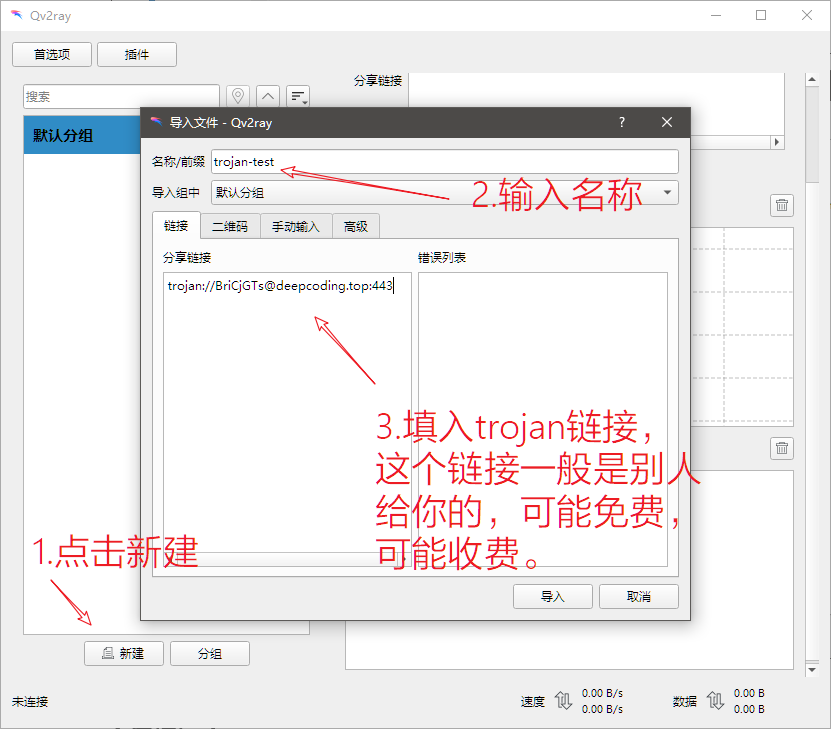 Qv2ray
首选项
插件
搜索
分享链接
默认分组
导入文件 - Qv2ray
?
名称/前缀
trojan-test
导入组中
默认分组
2.输入名称
链接
二维码
手动输入
高级
分享链接
错误列表
trojan://BriCjGTs@deepcoding.top:443
3.填入trojan链接，
这个链接一般是别人
给你的，可能免费，
可能收费。
1.点击新建
导入
取消
新建
分组
未连接
速度
0.00 B/s
0.00 B/s
数据
0.00 B
0.00 B